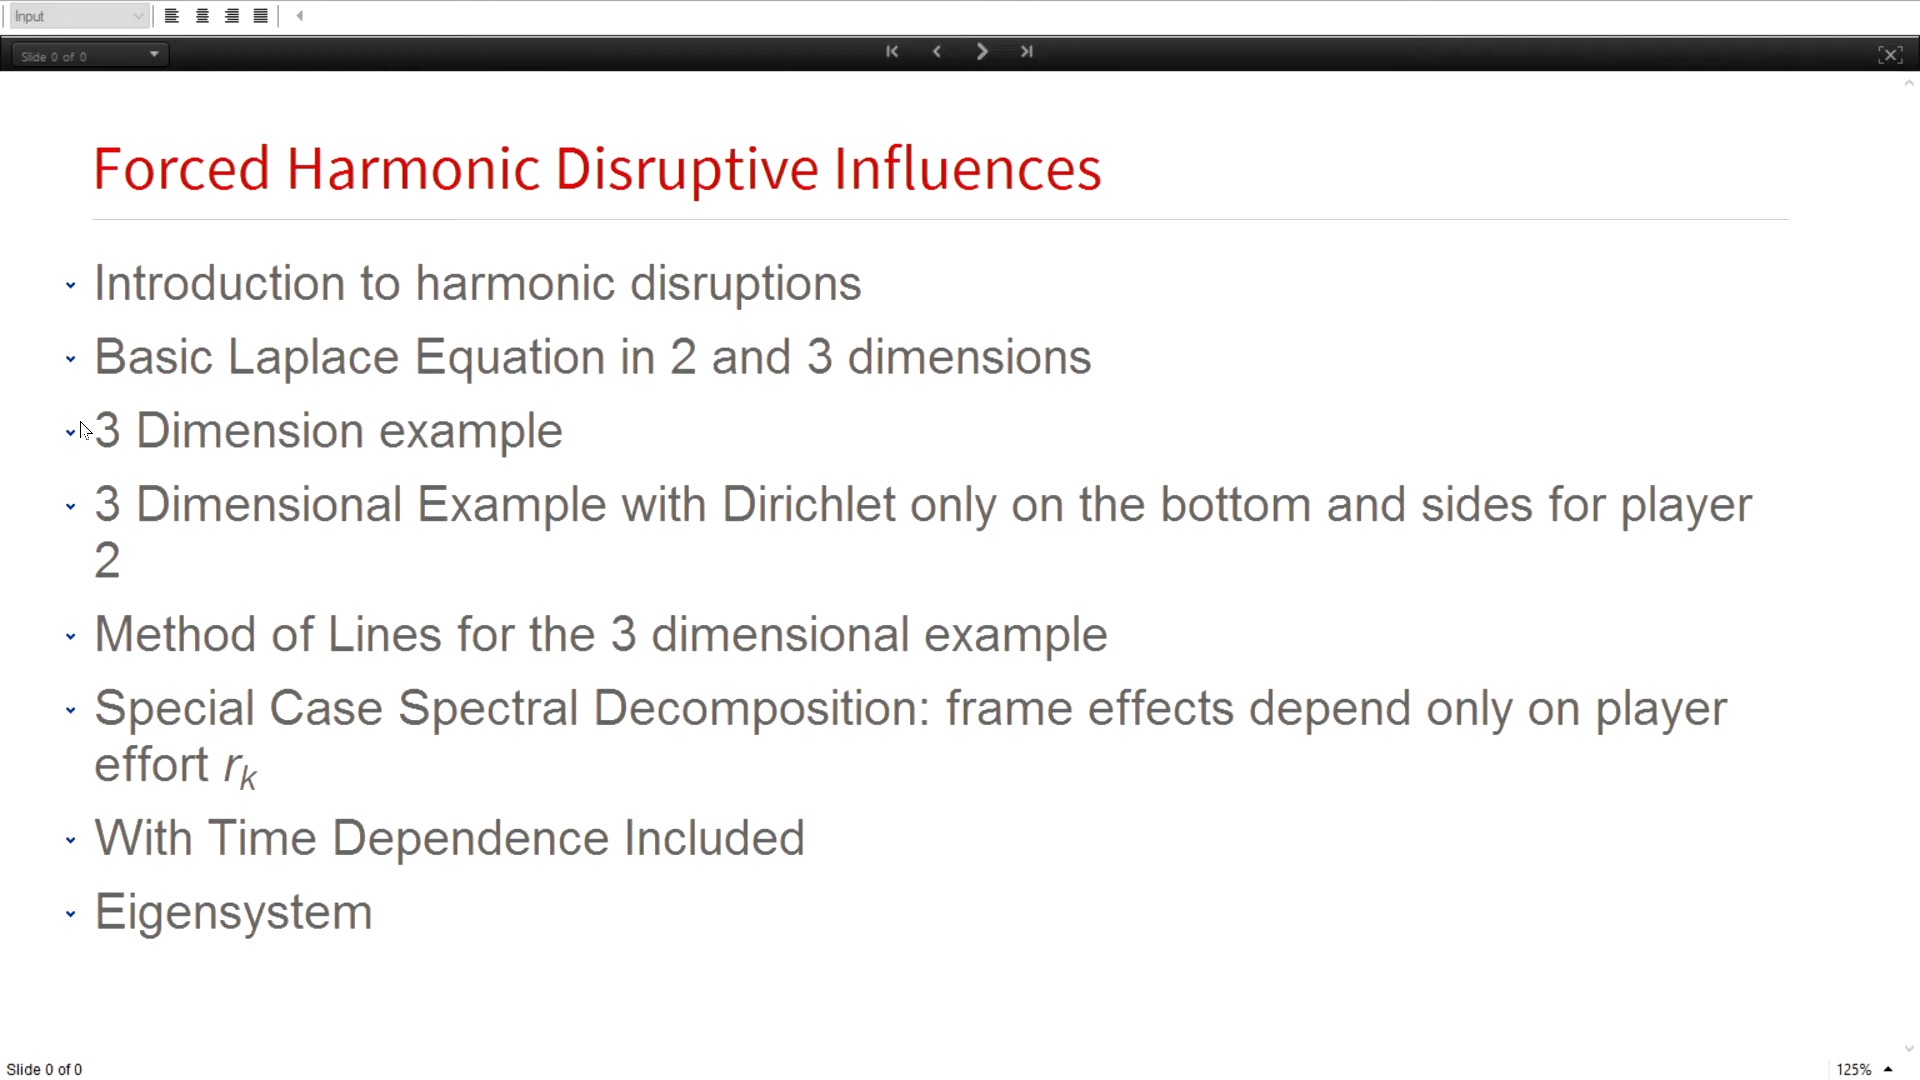 Input
Slide 0 of 0
Forced Harmonic Disruptive Influences
Introduction to harmonic disruptions
Basic Laplace Equation in 2 and 3 dimensions
3 Dimension example
3 Dimensional Example with Dirichlet only on the bottom and sides for player
2
Method of Lines for the 3 dimensional example
Special Case Spectral Decomposition: frame effects depend only on player
effort r_k
With Time Dependence Included
Eigensystem
Slide 0 of 0
125%